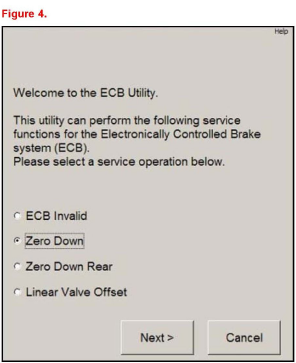 Figure 4.
Help
Welcome to the ECB Utility.
This utility can perform the following service
functions for the Electronically Controlled Brake
system (ECB).
Please select a service operation below.
ECB Invalid
Zero Down
Zero Down Rear
Linear Valve Offset
Next >
Cancel